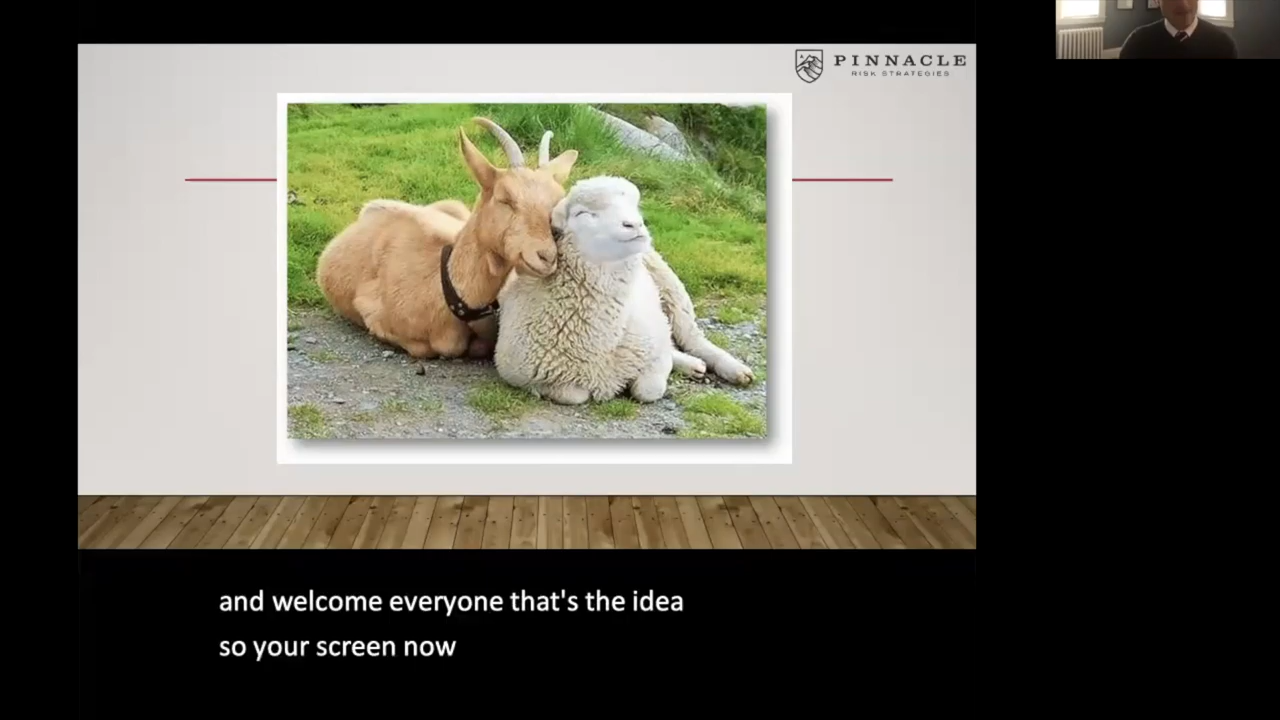 PINNACLE
RISK STRATEGIES
and welcome everyone that's the idea
so your screen now